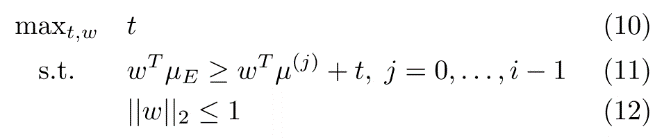 max_{t,w} t (10)
s.t. w^T μ_E ≥ w^T μ^{(j)} + t, j = 0, . . . , i − 1 (11)
||w||_2 ≤ 1 (12)